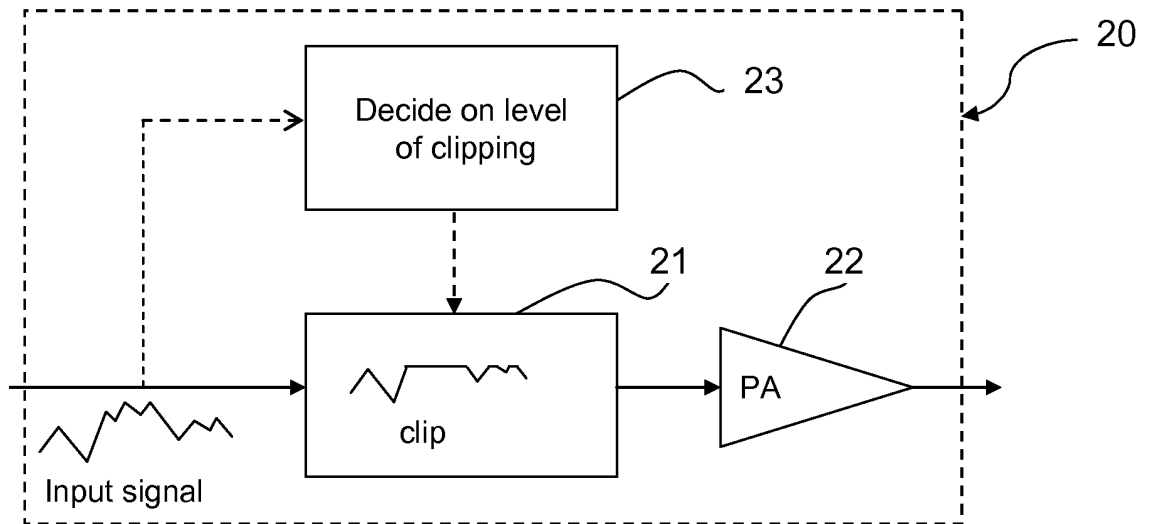 20
23
Decide on level
of clipping
21
22
PA
clip
Input signal